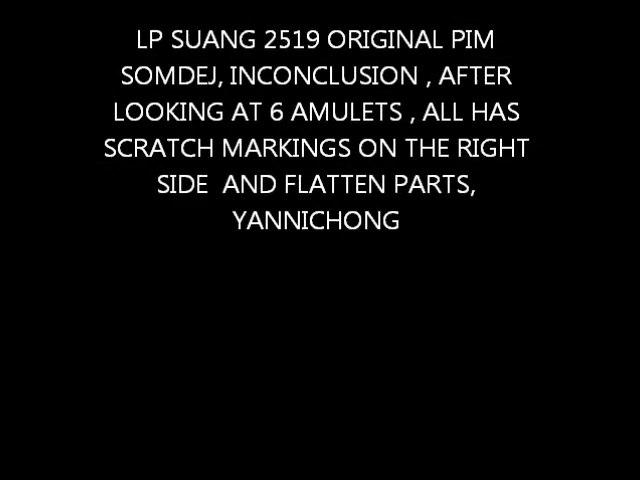 LP SUANG 2519 ORIGINAL PIM
SOMDEJ, INCONCLUSION , AFTER
LOOKING AT 6 AMULETS , ALL HAS
SCRATCH MARKINGS ON THE RIGHT
SIDE  AND FLATTEN PARTS,
YANNICHONG